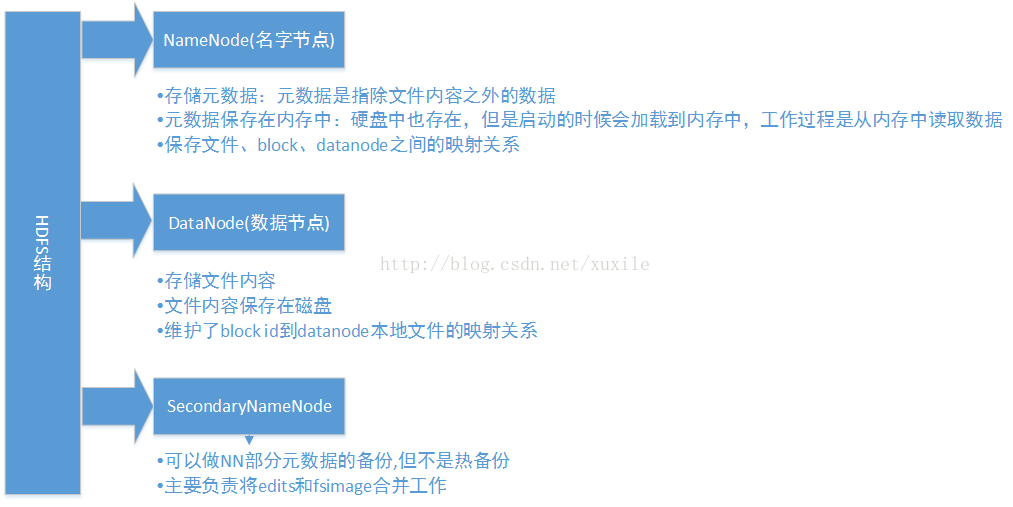 HDFS结构
NameNode(名字节点)
•存储元数据：元数据是指除文件内容之外的数据
•元数据保存在内存中：硬盘中也存在，但是启动的时候会加载到内存中，工作过程是从内存中读取数据
•保存文件、block、datanode之间的映射关系
DataNode(数据节点)
http://blog.csdn.net/xuxile
•存储文件内容
•文件内容保存在磁盘
•维护了block id到datanode本地文件的映射关系
SecondaryNameNode
•可以做NN部分元数据的备份,但不是热备份
•主要负责将edits和fsimage合并工作